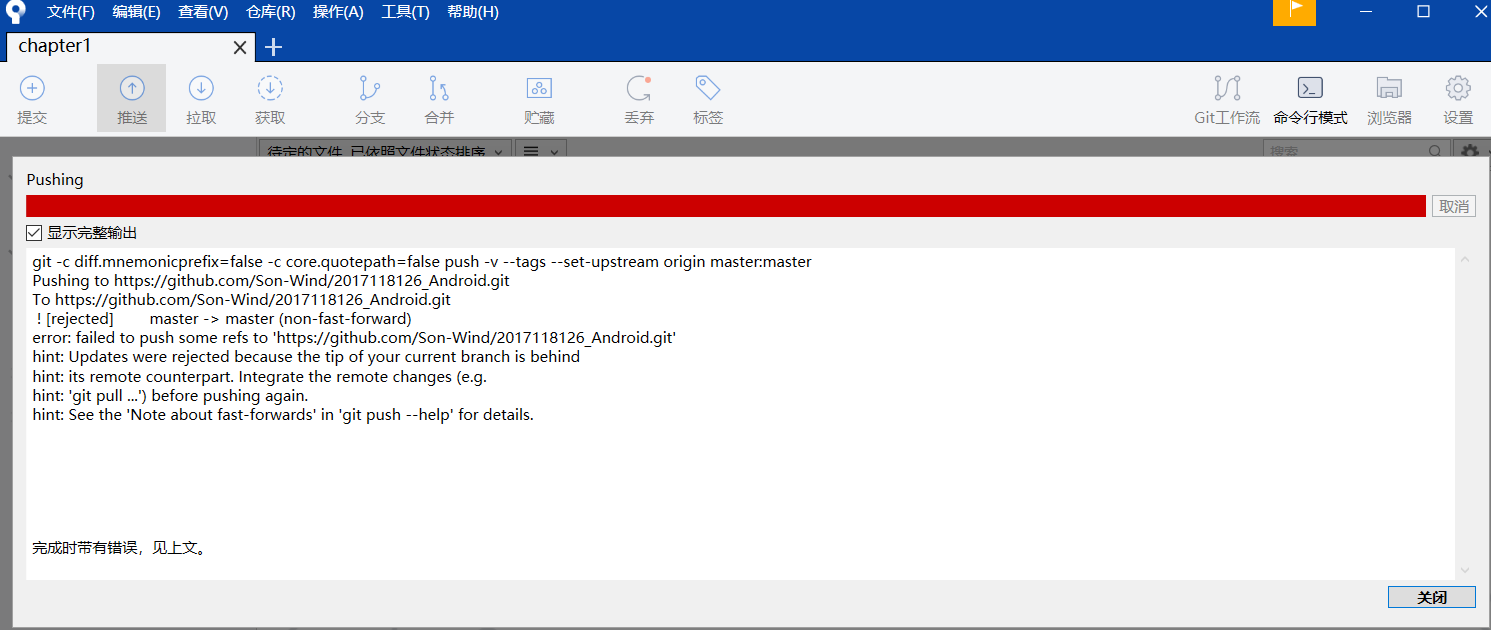 文件(F) 编辑(E) 查看(V) 仓库(R) 操作(A) 工具(T) 帮助(H)
chapter1
提交 推送 拉取 获取 分支 合并 贮藏 丢弃 标签 Git工作流 命令行模式 浏览器 设置
待定的文件, 已依照文件状态排序 搜索
Pushing
取消
显示完整输出
git -c diff.mnemonicprefix=false -c core.quotepath=false push -v --tags --set-upstream origin master:master
Pushing to https://github.com/Son-Wind/2017118126_Android.git
To https://github.com/Son-Wind/2017118126_Android.git
! [rejected] master -> master (non-fast-forward)
error: failed to push some refs to 'https://github.com/Son-Wind/2017118126_Android.git'
hint: Updates were rejected because the tip of your current branch is behind
hint: its remote counterpart. Integrate the remote changes (e.g.
hint: 'git pull ...') before pushing again.
hint: See the 'Note about fast-forwards' in 'git push --help' for details.
完成时带有错误，见上文。
关闭